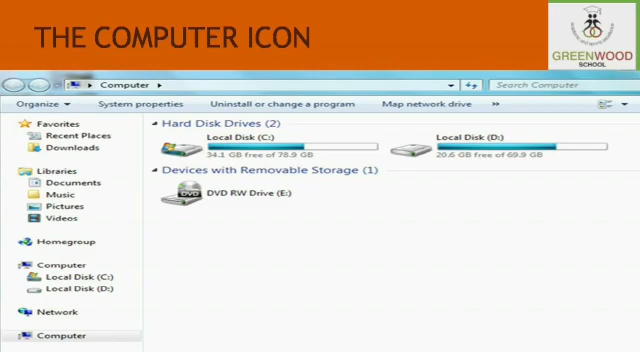 THE COMPUTER ICON
GREENWOOD
SCHOOL
Computer
Search Computer
Organize
System properties
Uninstall or change a program
Map network drive
»
Favorites
Recent Places
Downloads
Libraries
Documents
Music
Pictures
Videos
Homegroup
Computer
Local Disk (C:)
Local Disk (D:)
Network
Computer
Hard Disk Drives (2)
Local Disk (C:)
34.1 GB free of 78.9 GB
Local Disk (D:)
20.6 GB free of 69.9 GB
Devices with Removable Storage (1)
DVD
DVD RW Drive (E:)